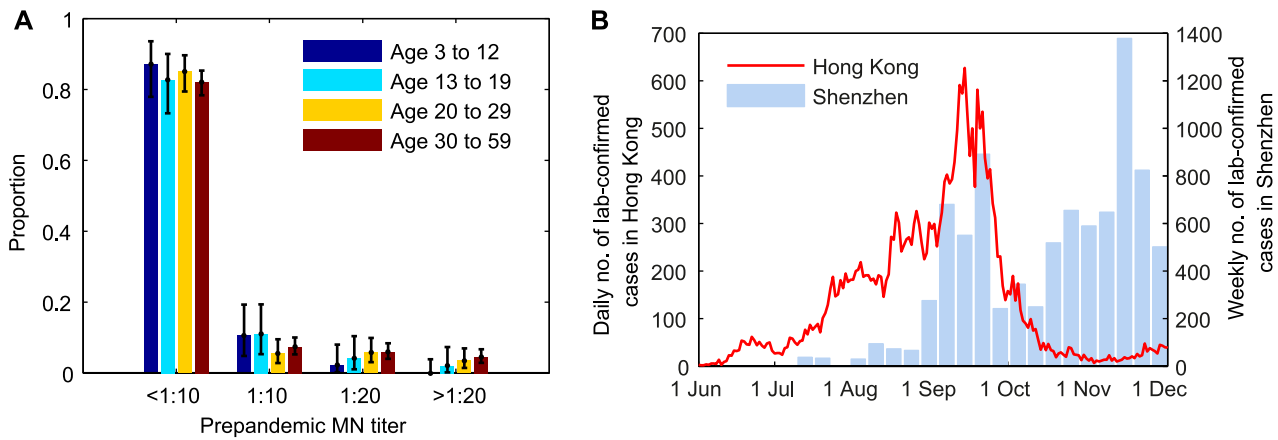 A
1
0.8
0.6
0.4
0.2
0
Proportion
Age 3 to 12
Age 13 to 19
Age 20 to 29
Age 30 to 59
<1:10 1:10 1:20 >1:20
Prepandemic MN titer
B
700
600
500
400
300
200
100
0
Daily no. of lab-confirmed
cases in Hong Kong
Hong Kong
Shenzhen
1400
1200
1000
800
600
400
200
0
Weekly no. of lab-confirmed
cases in Shenzhen
1 Jun 1 Jul 1 Aug 1 Sep 1 Oct 1 Nov 1 Dec